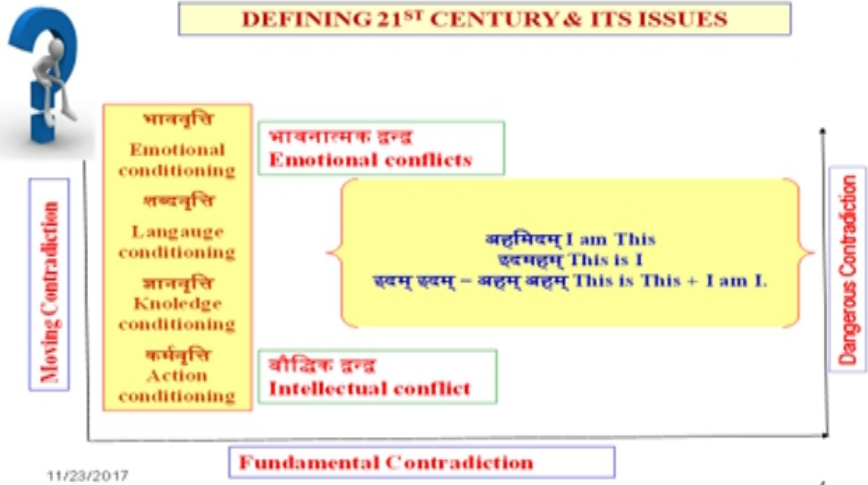 DEFINING 21ST CENTURY & ITS ISSUES
भाववृत्ति
Emotional
conditioning
शब्दवृत्ति
Langauge
conditioning
ज्ञानवृत्ति
Knoledge
conditioning
कर्मवृत्ति
Action
conditioning
भावनात्मक द्वन्द्व
Emotional conflicts
अहमिदम् I am This
इदमहम् This is I
इदम् इदम् – अहम् अहम् This is This + I am I.
बौद्धिक द्वन्द्व
Intellectual conflict
Moving Contradiction
Dangerous Contradiction
Fundamental Contradiction
11/23/2017